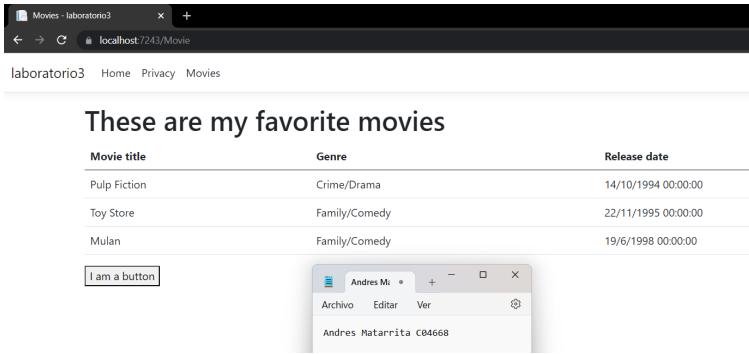 Movies - laboratorio3
localhost:7243/Movie
laboratorio3 Home Privacy Movies
These are my favorite movies
Movie title Genre Release date
Pulp Fiction Crime/Drama 14/10/1994 00:00:00
Toy Store Family/Comedy 22/11/1995 00:00:00
Mulan Family/Comedy 19/6/1998 00:00:00
I am a button
Andres Ma
Archivo Editar Ver
Andres Matarrita C04668